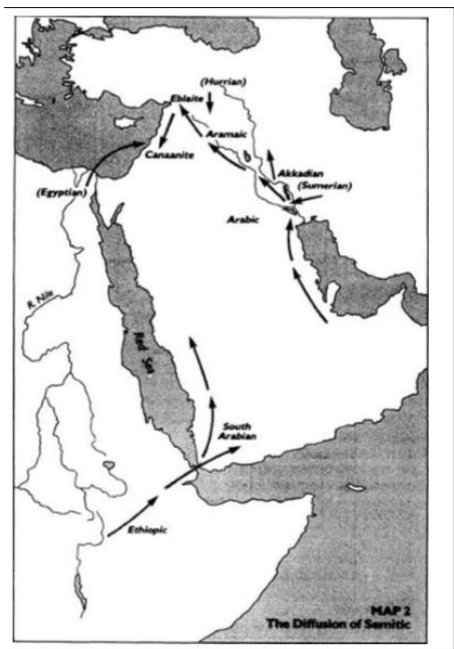 (Hurrian)
Eblaite
Aramaic
Canaanite
Akkadian
(Sumerian)
(Egyptian)
Arabic
R. Nile
Red Sea
South
Arabian
Ethiopic
MAP 2
The Diffusion of Semitic